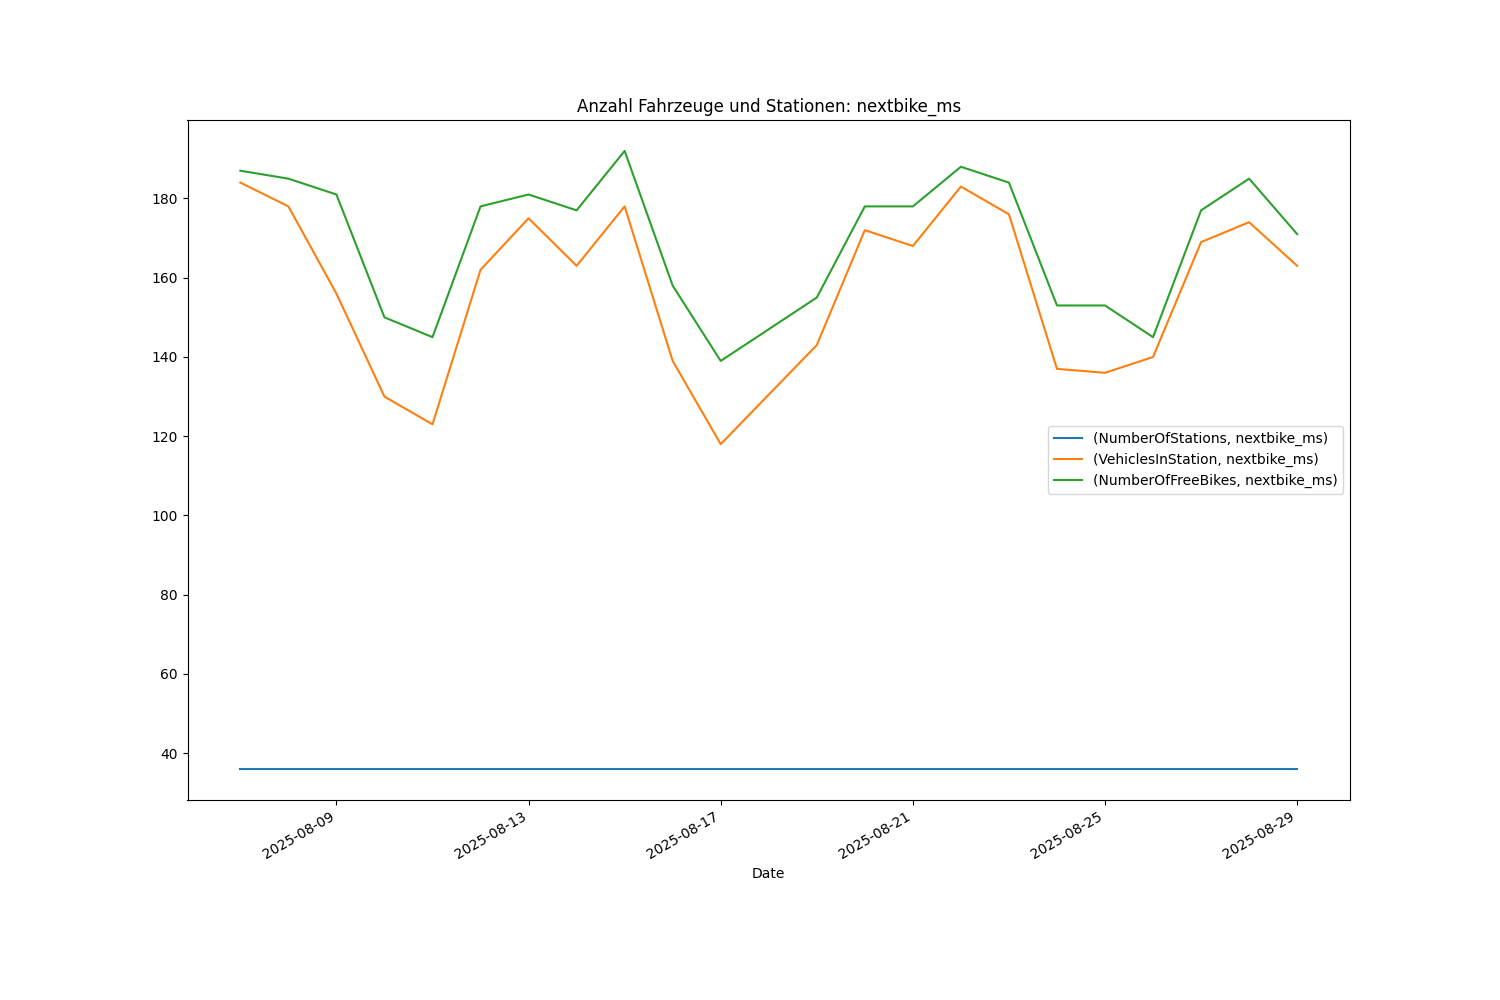 Anzahl Fahrzeuge und Stationen: nextbike_ms
180
160
140
120
100
80
60
40
(NumberOfStations, nextbike_ms)
(VehiclesInStation, nextbike_ms)
(NumberOfFreeBikes, nextbike_ms)
2025-08-09
2025-08-13
2025-08-17
2025-08-21
2025-08-25
2025-08-29
Date